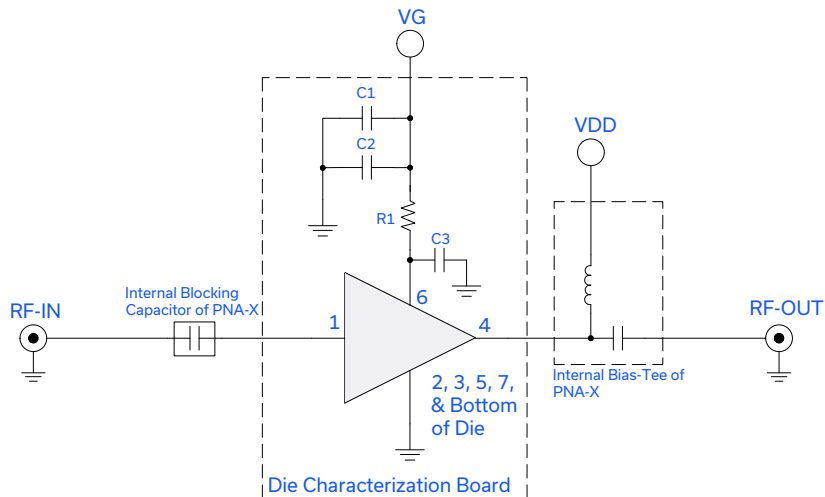 VG
C1
C2
VDD
R1
C3
Internal Blocking
Capacitor of PNA-X
RF-IN
1
6
4
RF-OUT
2, 3, 5, 7,
& Bottom
of Die
Internal Bias-Tee of
PNA-X
Die Characterization Board